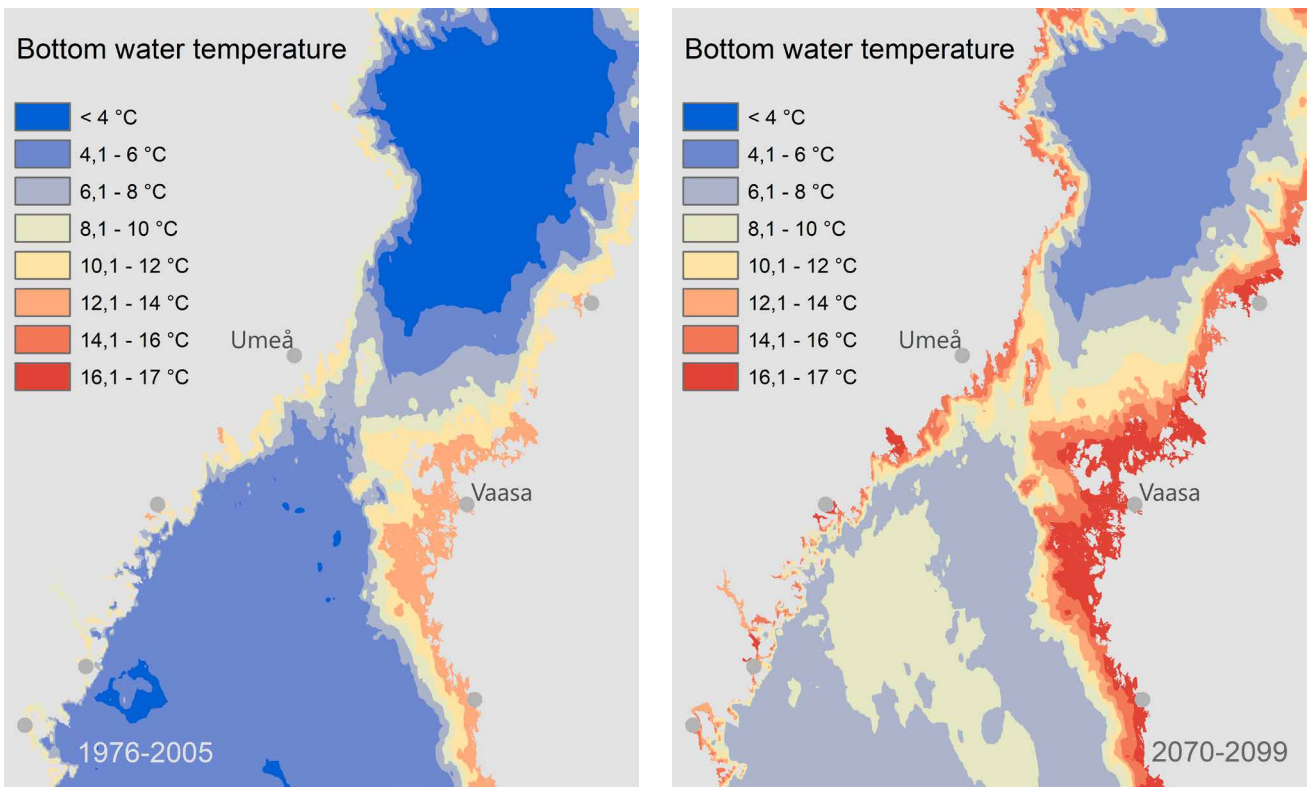 Bottom water temperature
< 4 °C
4,1 - 6 °C
6,1 - 8 °C
8,1 - 10 °C
10,1 - 12 °C
12,1 - 14 °C
14,1 - 16 °C
16,1 - 17 °C
Umeå
Vaasa
1976-2005
Bottom water temperature
< 4 °C
4,1 - 6 °C
6,1 - 8 °C
8,1 - 10 °C
10,1 - 12 °C
12,1 - 14 °C
14,1 - 16 °C
16,1 - 17 °C
Umeå
Vaasa
2070-2099